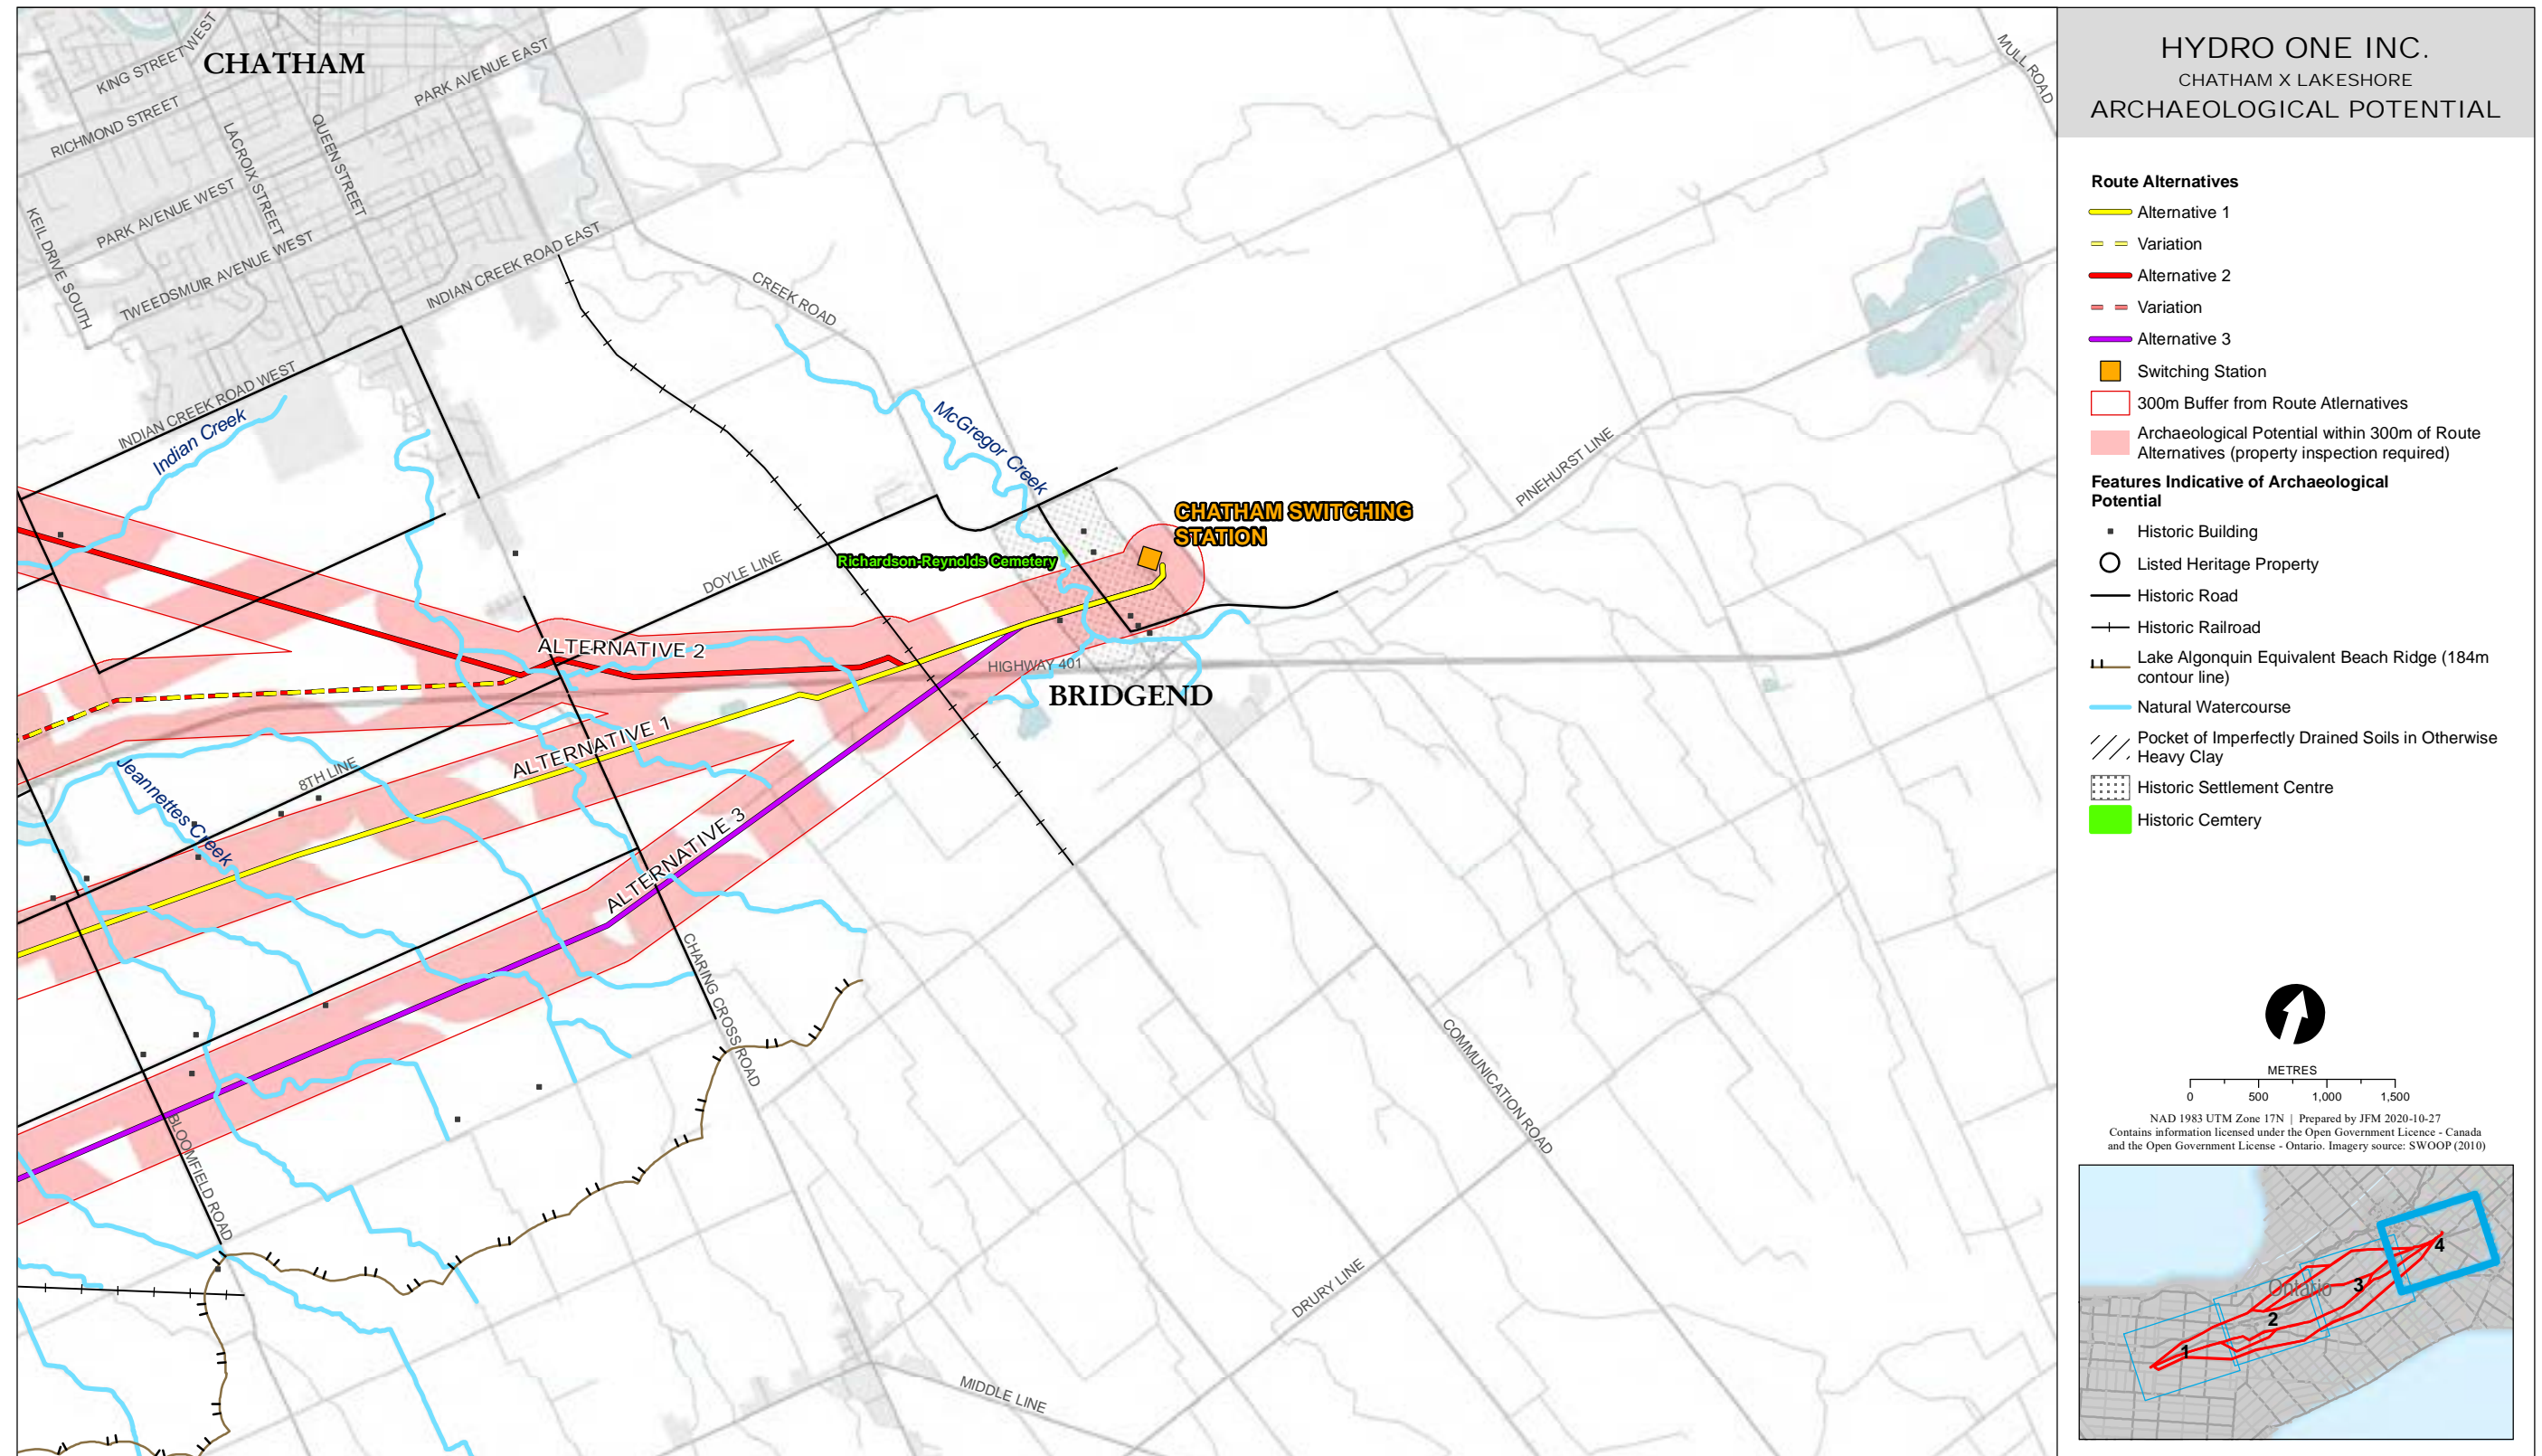 CHATHAM
KING STREET WEST
PARK AVENUE EAST
RICHMOND STREET
LACROIX STREET
QUEEN STREET
PARK AVENUE WEST
KEIL DRIVE SOUTH
TWEEDSMUIR AVENUE WEST
INDIAN CREEK ROAD EAST
CREEK ROAD
MULL ROAD
INDIAN CREEK ROAD WEST
Indian Creek
McGregor Creek
PINEHURST LINE
CHATHAM SWITCHING
STATION
Richardson-Reynolds Cemetery
DOYLE LINE
ALTERNATIVE 2
HIGHWAY 401
BRIDGEND
ALTERNATIVE 1
8TH LINE
Jeannettes Creek
ALTERNATIVE 3
CHARING CROSS ROAD
COMMUNICATION ROAD
BLOOMFIELD ROAD
DRURY LINE
MIDDLE LINE
HYDRO ONE INC.
CHATHAM X LAKESHORE
ARCHAEOLOGICAL POTENTIAL
Route Alternatives
Alternative 1
Variation
Alternative 2
Variation
Alternative 3
Switching Station
300m Buffer from Route Atlernatives
Archaeological Potential within 300m of Route
Alternatives (property inspection required)
Features Indicative of Archaeological
Potential
Historic Building
Listed Heritage Property
Historic Road
Historic Railroad
Lake Algonquin Equivalent Beach Ridge (184m
contour line)
Natural Watercourse
Pocket of Imperfectly Drained Soils in Otherwise
Heavy Clay
Historic Settlement Centre
Historic Cemtery
METRES
0 500 1,000 1,500
NAD 1983 UTM Zone 17N | Prepared by JFM 2020-10-27
Contains information licensed under the Open Government Licence - Canada
and the Open Government License - Ontario. Imagery source: SWOOP (2010)
4
Ontario
3
2
1